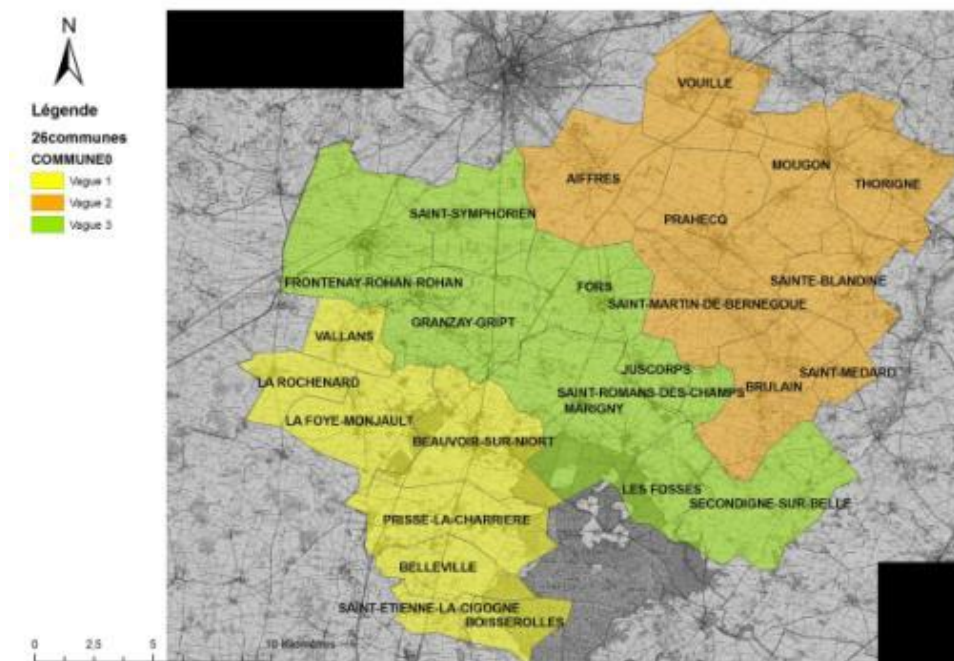 N
Légende
26communes
COMMUNE0
Vague 1
Vague 2
Vague 3
VOUILLE
MOUGON
AIFFRES
THORIGNE
SAINT-SYMPHORIEN
PRAHECQ
FRONTENAY-ROHAN-ROHAN
FORS
SAINTE-BLANDINE
SAINT-MARTIN-DE-BERNEGOUE
GRANZAY-GRIPT
VALLANS
JUSCORPS
SAINT-MEDARD
LA ROCHENARD
BRULAIN
SAINT-ROMANS-DES-CHAMPS
MARIGNY
LA FOYE-MONJAULT
BEAUVOIR-SUR-NIORT
LES FOSSES
SECONDIGNE-SUR-BELLE
PRISSE-LA-CHARRIERE
BELLEVILLE
SAINT-ETIENNE-LA-CIGOGNE
BOISSEROLLES
0 2,5 5 10 Kilomètres